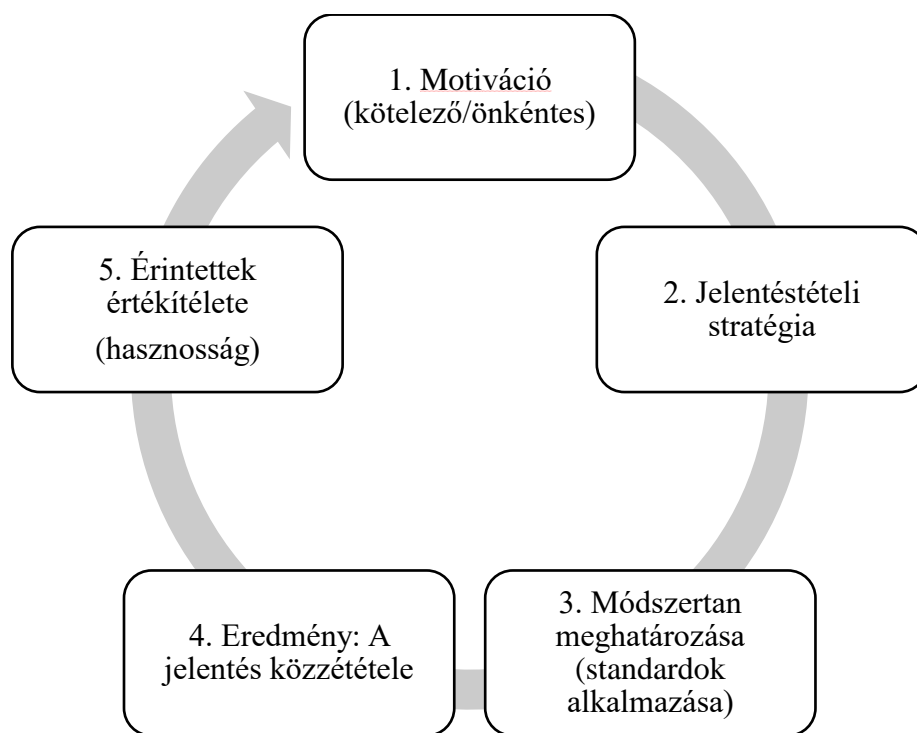 1. Motiváció
(kötelező/önkéntes)
2. Jelentéstételi
stratégia
3. Módszertan
meghatározása
(standardok
alkalmazása)
4. Eredmény: A
jelentés közzététele
5. Érintettek
értékítélete
(hasznosság)